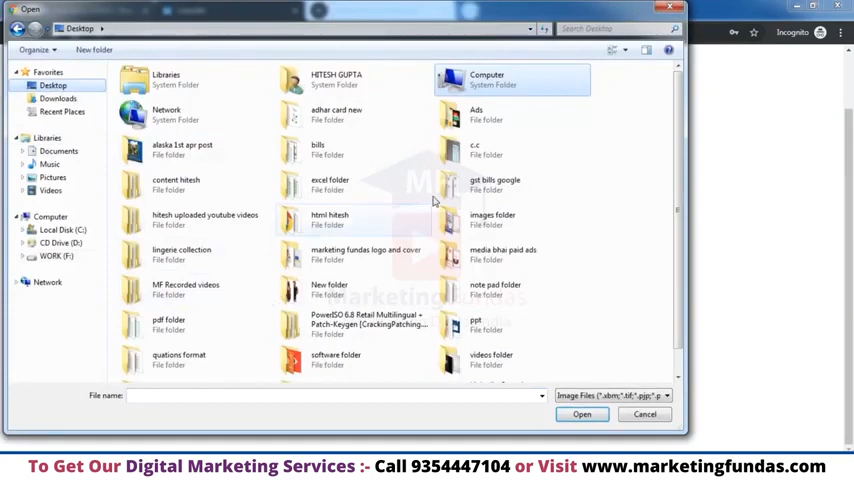 Open
Desktop
Search Desktop
Incognito
Organize
New folder
Favorites
Desktop
Downloads
Recent Places
Libraries
Documents
Music
Pictures
Videos
Computer
Local Disk (C:)
CD Drive (D:)
WORK (F:)
Network
Libraries
System Folder
HITESH GUPTA
System Folder
Computer
System Folder
Network
System Folder
adhar card new
File folder
Ads
File folder
alaska 1st apr post
File folder
bills
File folder
c.c
File folder
content hitesh
File folder
excel folder
File folder
gst bills google
File folder
hitesh uploaded youtube videos
File folder
html hitesh
File folder
images folder
File folder
lingerie collection
File folder
marketing fundas logo and cover
File folder
media bhai paid ads
File folder
MF Recorded videos
File folder
New folder
File folder
note pad folder
File folder
pdf folder
File folder
PowerISO 6.8 Retail Multilingual +
Patch-Keygen [CrackingPatching....
ppt
File folder
quations format
File folder
software folder
File folder
videos folder
File folder
MarketingFundas
File name:
Image Files (*.xbm;*.tif;*.pjp;*.p
Open
Cancel
To Get Our Digital Marketing Services :- Call 9354447104 or Visit www.marketingfundas.com